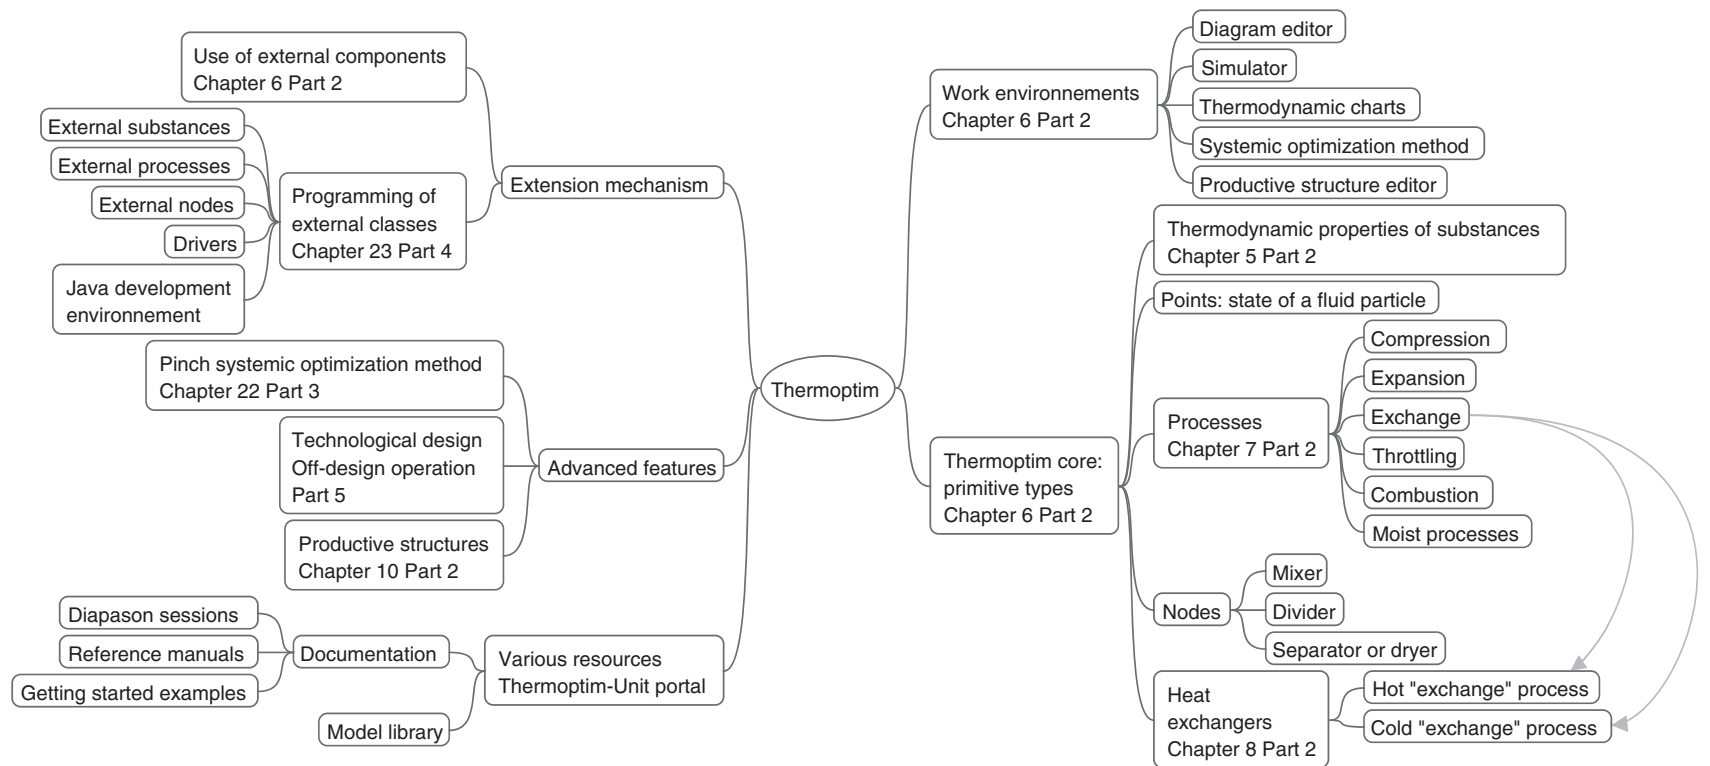 Use of external components
Chapter 6 Part 2
External substances
External processes
External nodes
Drivers
Java development
environnement
Programming of
external classes
Chapter 23 Part 4
Extension mechanism
Pinch systemic optimization method
Chapter 22 Part 3
Technological design
Off-design operation
Part 5
Productive structures
Chapter 10 Part 2
Advanced features
Diapason sessions
Reference manuals
Getting started examples
Documentation
Model library
Various resources
Thermoptim-Unit portal
Thermoptim
Work environnements
Chapter 6 Part 2
Diagram editor
Simulator
Thermodynamic charts
Systemic optimization method
Productive structure editor
Thermoptim core:
primitive types
Chapter 6 Part 2
Thermodynamic properties of substances
Chapter 5 Part 2
Points: state of a fluid particle
Processes
Chapter 7 Part 2
Compression
Expansion
Exchange
Throttling
Combustion
Moist processes
Nodes
Mixer
Divider
Separator or dryer
Heat
exchangers
Chapter 8 Part 2
Hot "exchange" process
Cold "exchange" process